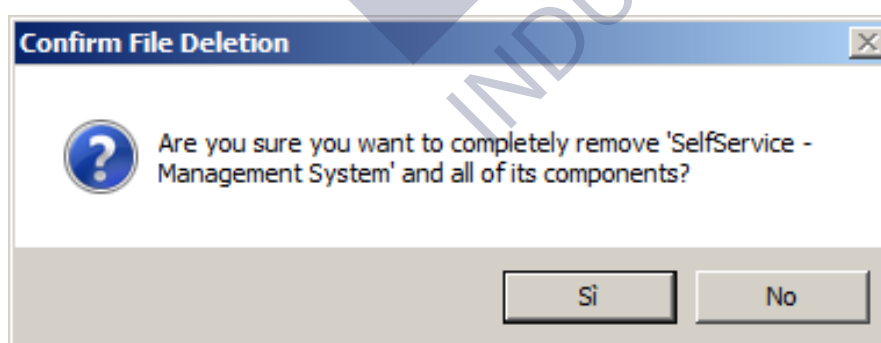 INDU
Confirm File Deletion
Are you sure you want to completely remove 'SelfService -
Management System' and all of its components?
Sì
No